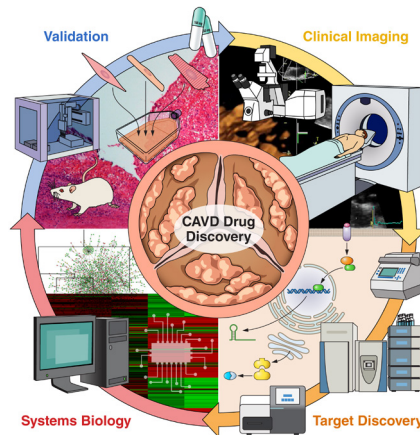 Validation
Clinical Imaging
CAVD Drug
Discovery
Systems Biology
Target Discovery